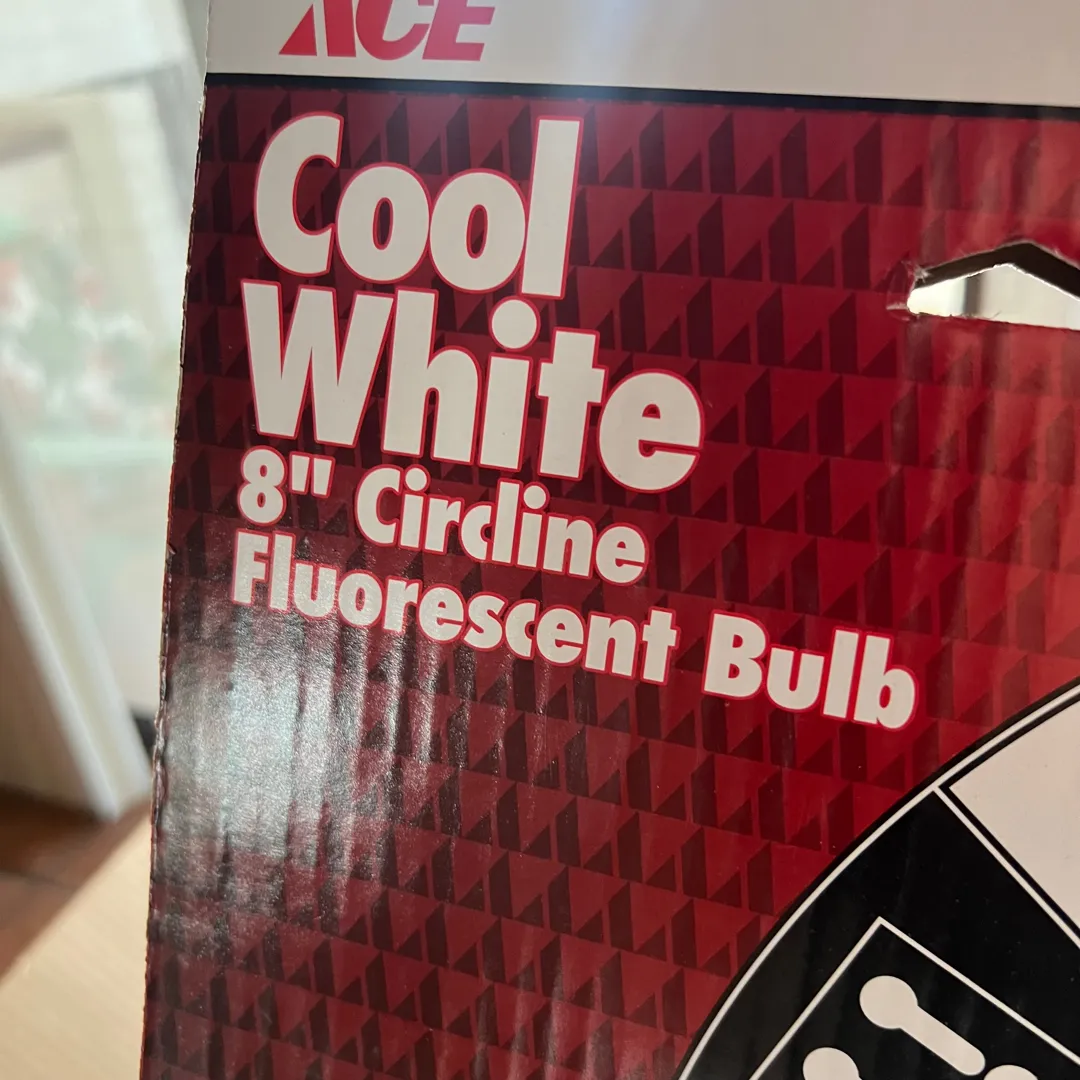 ACE
Cool
White
8" Circline
Fluorescent Bulb